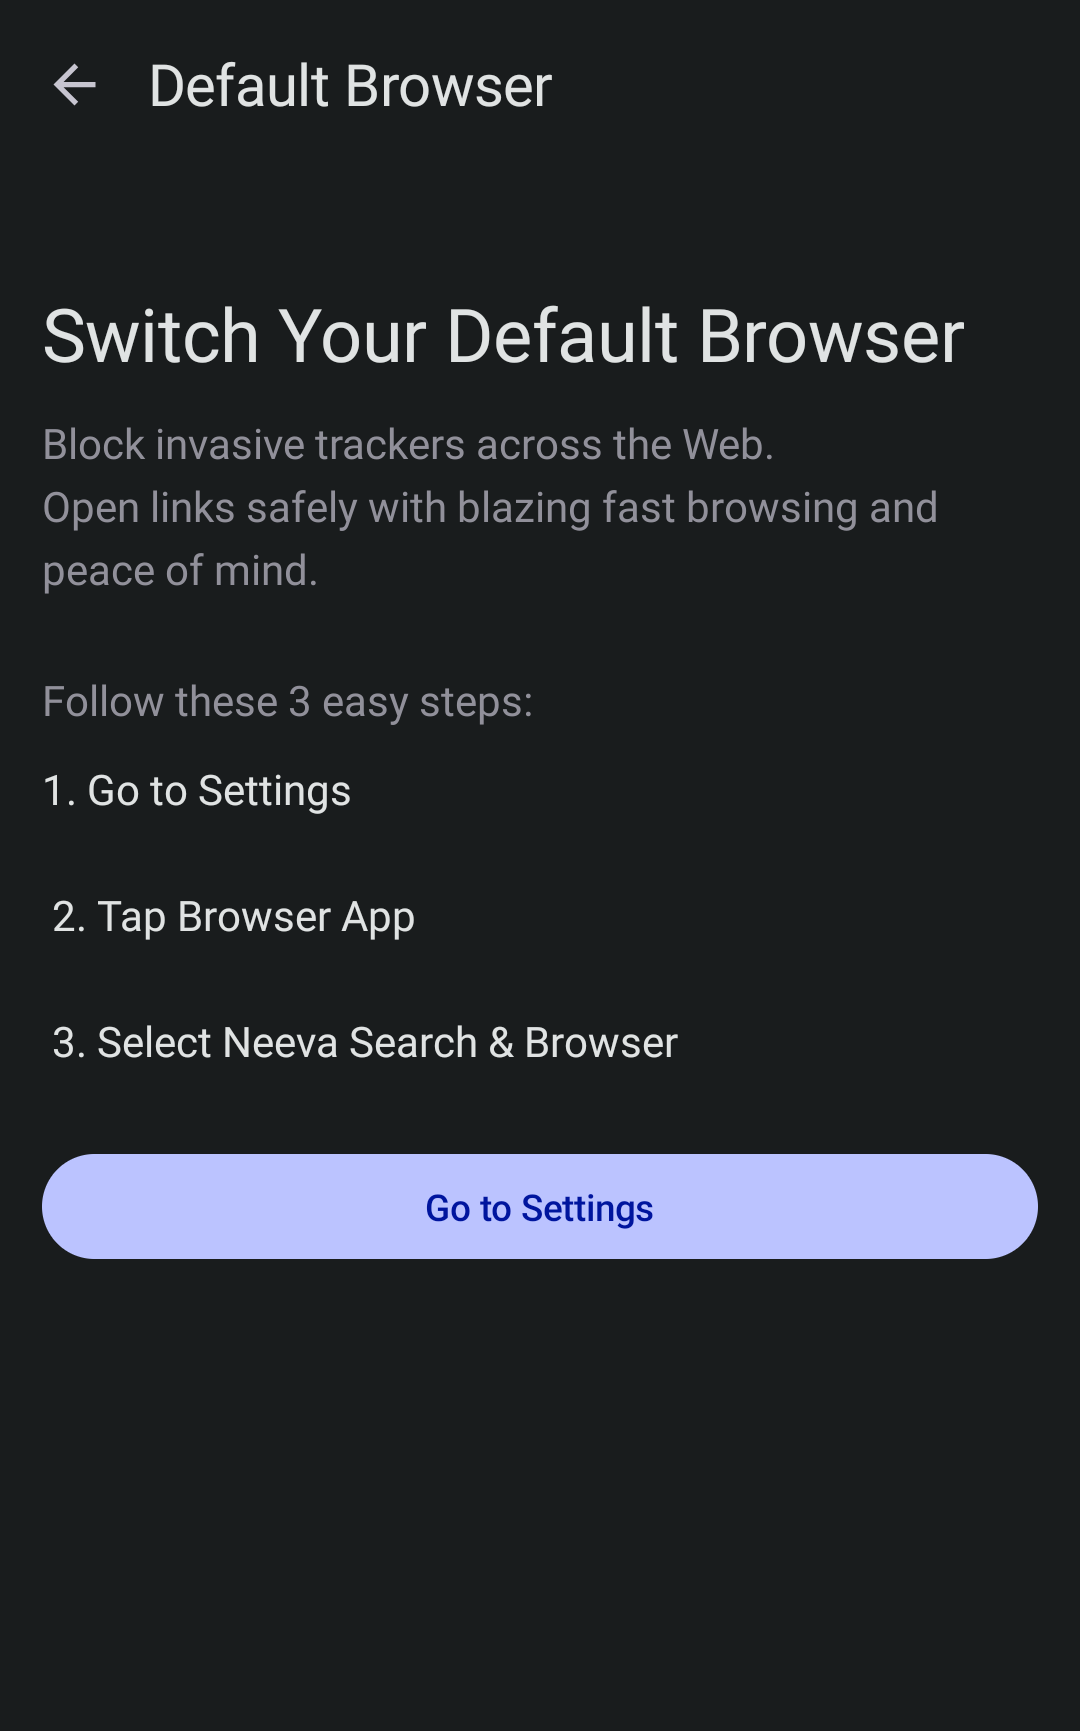 Default Browser
Switch Your Default Browser
Block invasive trackers across the Web.
Open links safely with blazing fast browsing and
peace of mind.
Follow these 3 easy steps:
1. Go to Settings
2. Tap Browser App
3. Select Neeva Search & Browser
Go to Settings